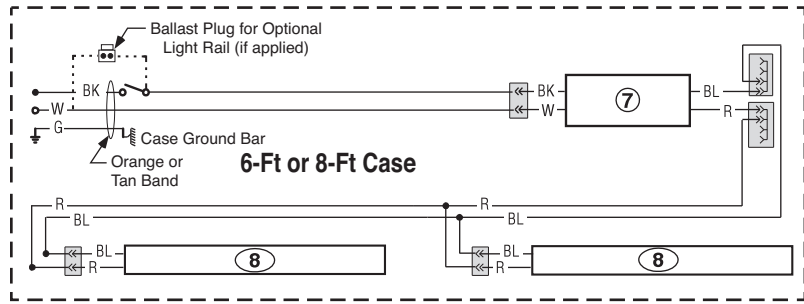 Ballast Plug for Optional
Light Rail (if applied)
BK
BK
BL
W
W
7
R
G
Case Ground Bar
Orange or
Tan Band
6-Ft or 8-Ft Case
R
R
BL
BL
BL
R
8
BL
R
8